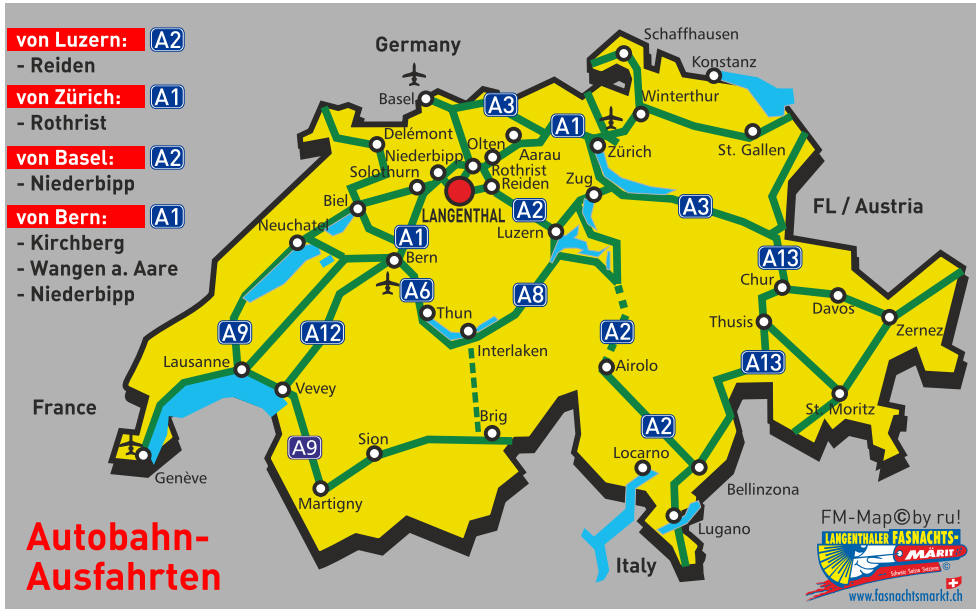 von Luzern: A2
- Reiden
von Zürich: A1
- Rothrist
von Basel: A2
- Niederbipp
von Bern: A1
- Kirchberg
- Wangen a. Aare
- Niederbipp
Germany
Schaffhausen
Konstanz
Basel
A3
Winterthur
A1
Delémont
Olten
Aarau
Zürich
St. Gallen
Niederbipp
Rothrist
Solothurn
Reiden
Zug
Biel
LANGENTHAL
A2
A3
FL / Austria
Neuchatel
Luzern
A1
Bern
A13
Chur
A6
A8
Davos
Thun
Thusis
Zernez
A9
A12
A2
Interlaken
Lausanne
Airolo
A13
Vevey
France
St. Moritz
Brig
A2
A9
Sion
Locarno
Genève
Bellinzona
Martigny
Lugano
Italy
Autobahn-
Ausfahrten
FM-Map©by ru!
LANGENTHALER FASNACHTS-
MÄRIT
Schweiz Suisse Svizzera ©
www.fasnachtsmarkt.ch